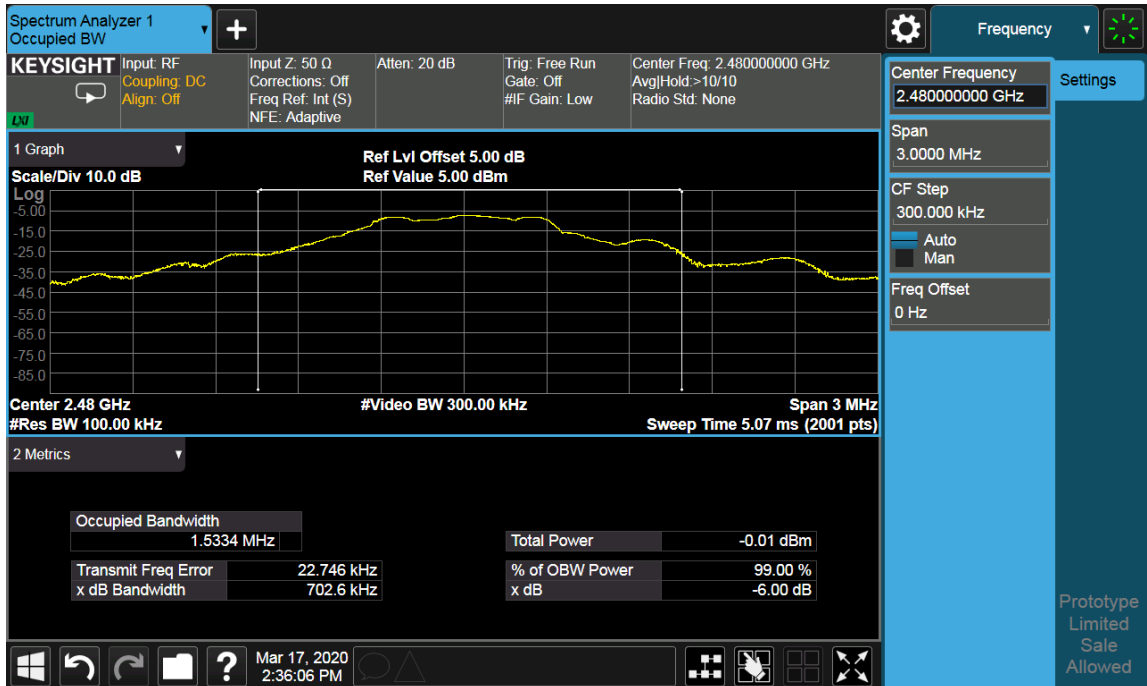 Spectrum Analyzer 1
Occupied BW
Frequency
KEYSIGHT
LXI
Input: RF
Coupling: DC
Align: Off
Input Z: 50 Ω
Corrections: Off
Freq Ref: Int (S)
NFE: Adaptive
Atten: 20 dB
Trig: Free Run
Gate: Off
#IF Gain: Low
Center Freq: 2.480000000 GHz
Avg|Hold:>10/10
Radio Std: None
1 Graph
Scale/Div 10.0 dB
Ref Lvl Offset 5.00 dB
Ref Value 5.00 dBm
Log
-5.00
-15.0
-25.0
-35.0
-45.0
-55.0
-65.0
-75.0
-85.0
Center 2.48 GHz
#Video BW 300.00 kHz
Span 3 MHz
#Res BW 100.00 kHz
Sweep Time 5.07 ms (2001 pts)
2 Metrics
Occupied Bandwidth
1.5334 MHz
Total Power -0.01 dBm
Transmit Freq Error 22.746 kHz
% of OBW Power 99.00 %
x dB Bandwidth 702.6 kHz
x dB -6.00 dB
Center Frequency
2.480000000 GHz
Settings
Span
3.0000 MHz
CF Step
300.000 kHz
Auto
Man
Freq Offset
0 Hz
Prototype
Limited
Sale
Allowed
?
Mar 17, 2020
2:36:06 PM